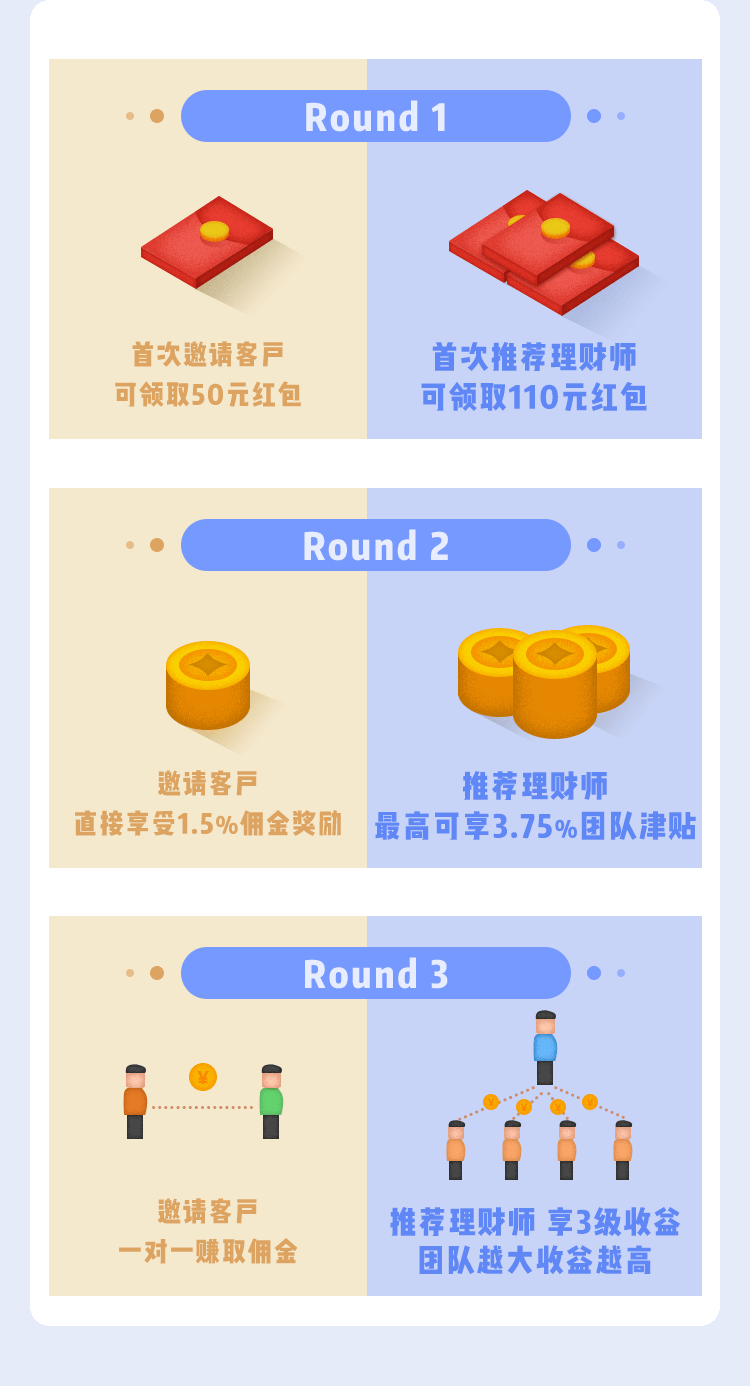 Round 1
首次邀请客户
可领取50元红包
首次推荐理财师
可领取110元红包
Round 2
邀请客户
直接享受1.5%佣金奖励
推荐理财师
最高可享3.75%团队津贴
Round 3
¥
¥ ¥ ¥ ¥
邀请客户
一对一赚取佣金
推荐理财师 享3级收益
团队越大收益越高